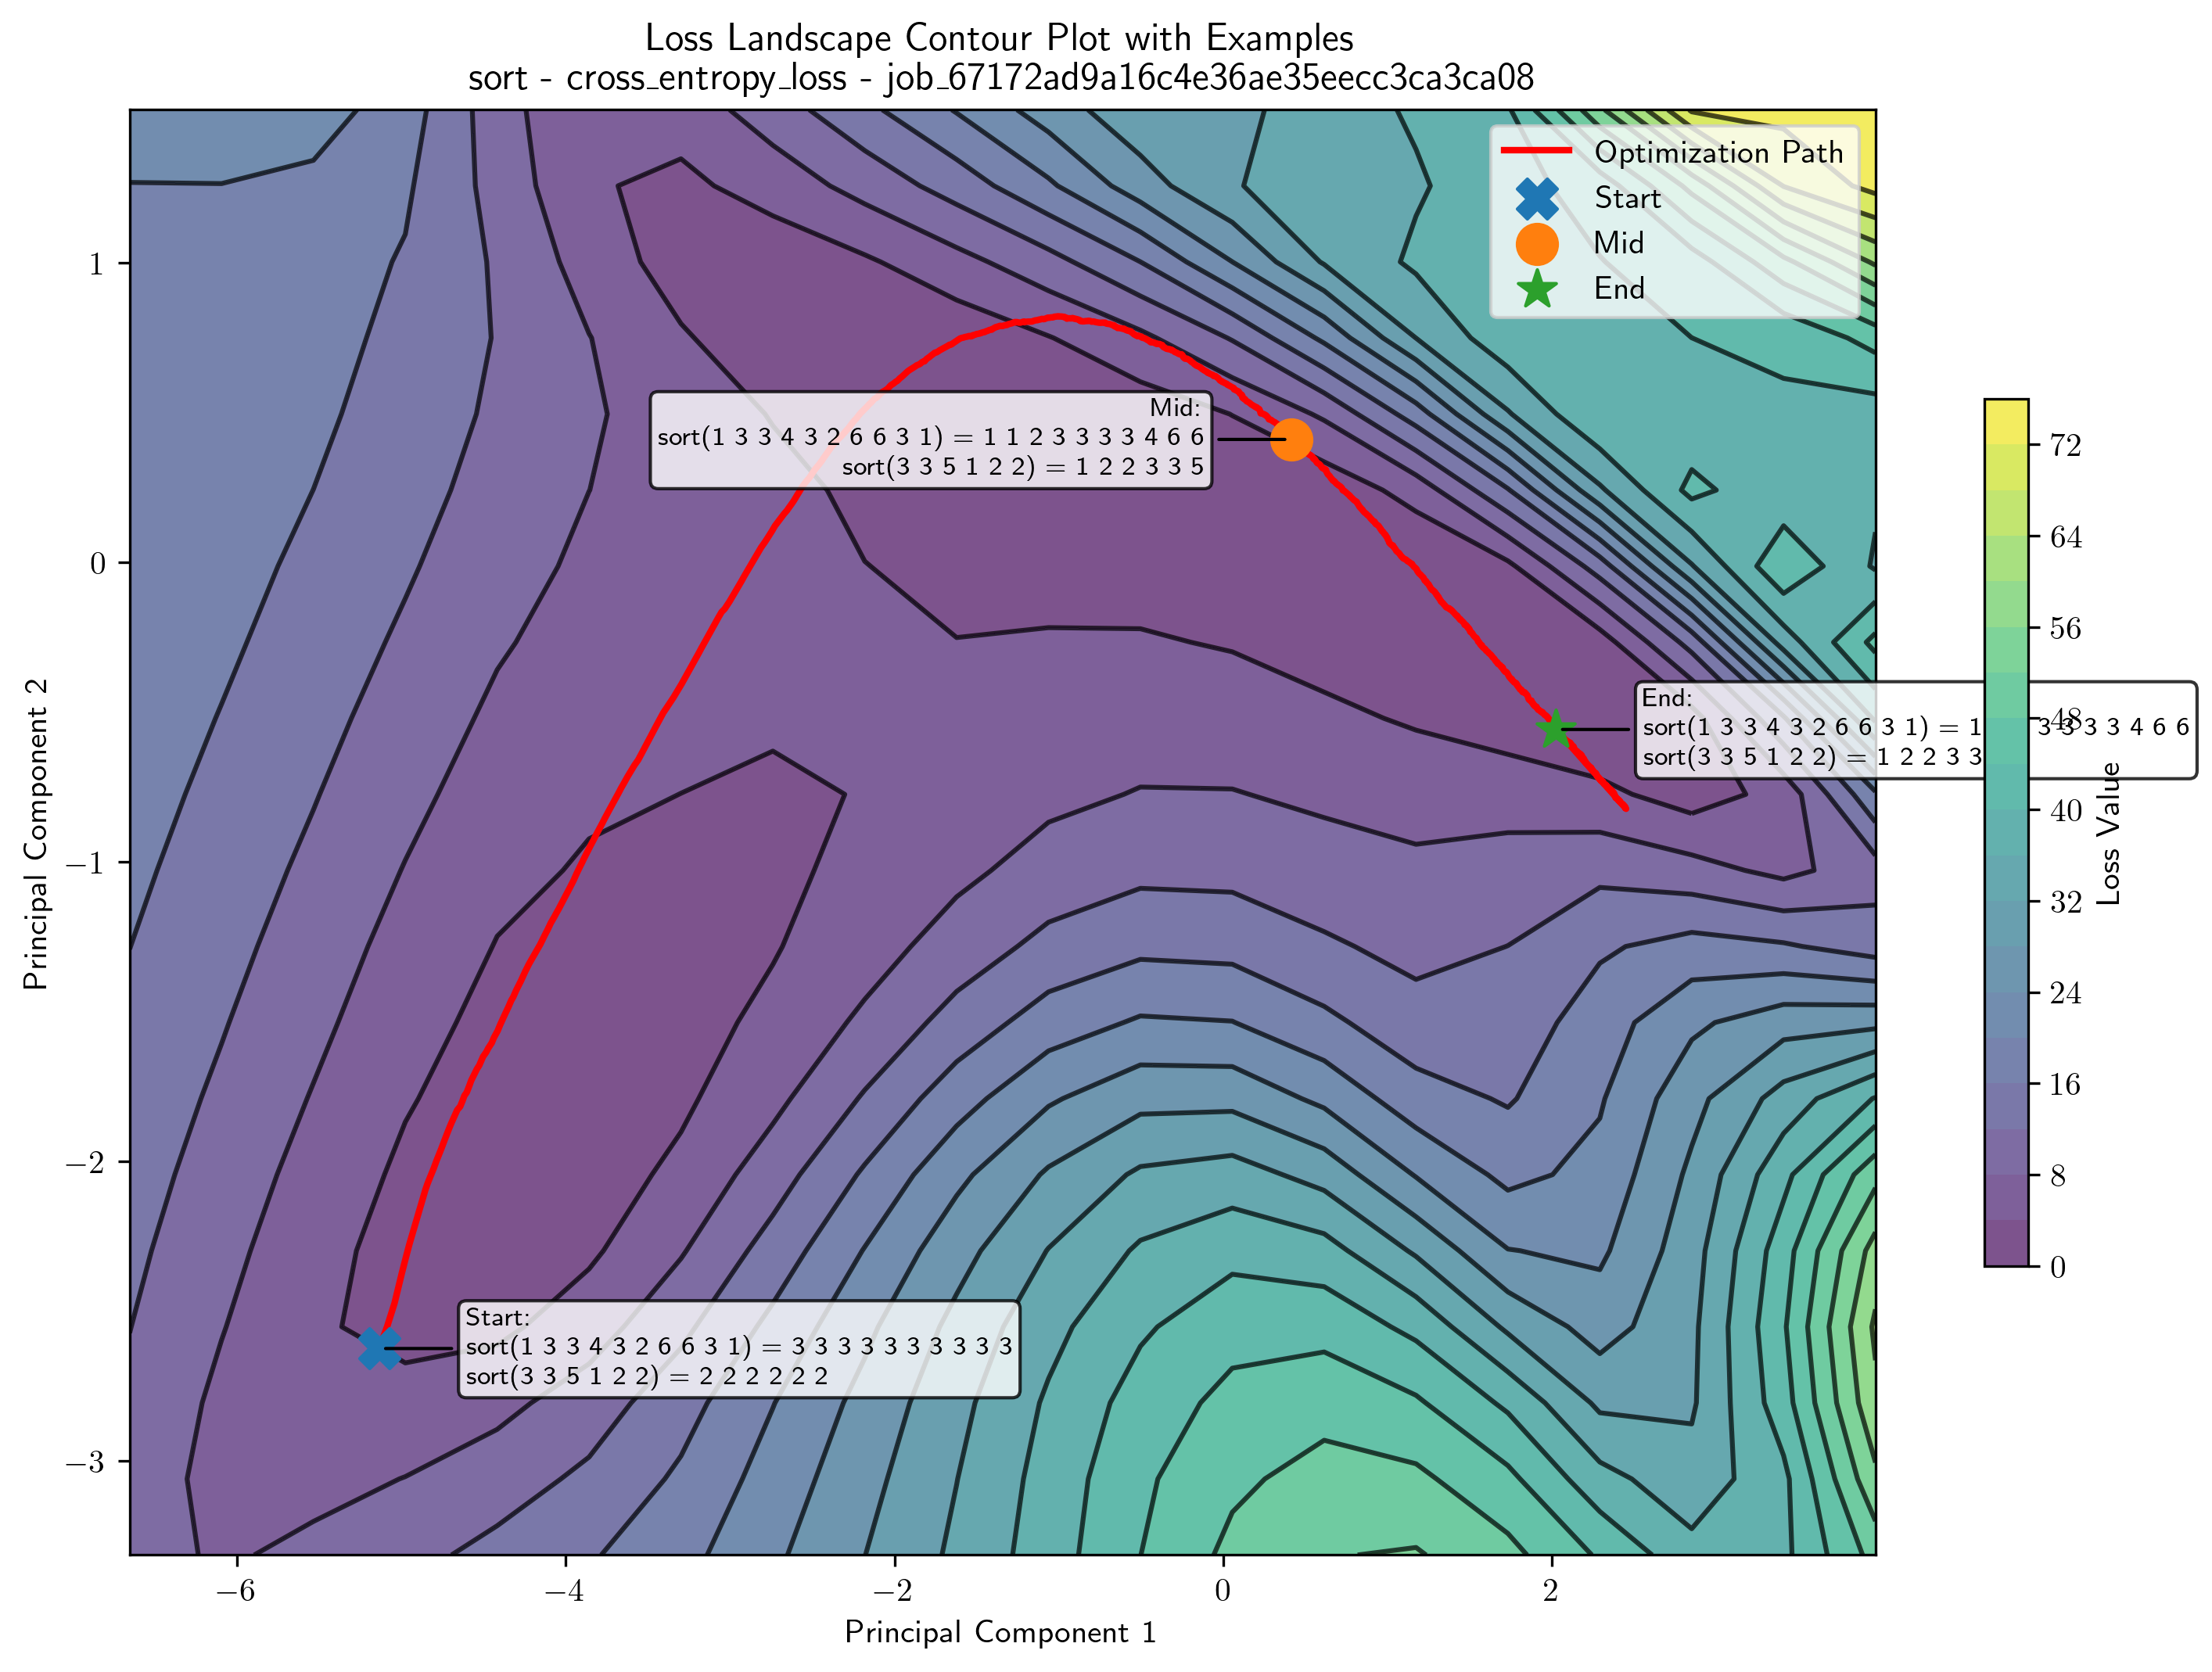 Loss Landscape Contour Plot with Examples
sort - cross_entropy_loss - job_67172ad9a16c4e36ae35eecc3ca3ca08
Optimization Path
Start
Mid
End
Mid:
sort(1 3 3 4 3 2 6 6 3 1) = 1 1 2 3 3 3 3 4 6 6
sort(3 3 5 1 2 2) = 1 2 2 3 3 5
End:
sort(1 3 3 4 3 2 6 6 3 1) = 1 3 3 3 3 4 6 6
sort(3 3 5 1 2 2) = 1 2 2 3 3
Start:
sort(1 3 3 4 3 2 6 6 3 1) = 3 3 3 3 3 3 3 3 3 3
sort(3 3 5 1 2 2) = 2 2 2 2 2 2
1
0
−1
−2
−3
Principal Component 2
−6
−4
−2
0
2
Principal Component 1
72
64
56
48
40
32
24
16
8
0
Loss Value